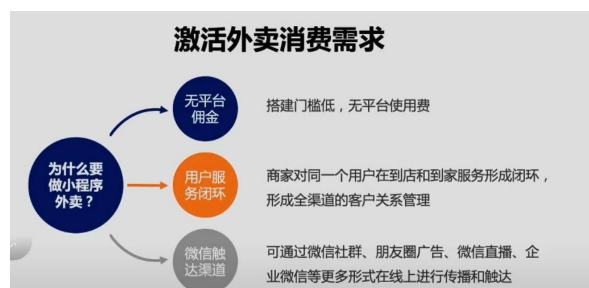 激活外卖消费需求
无平台
佣金
搭建门槛低，无平台使用费
为什么要
做小程序
外卖？
用户服
务闭环
商家对同一个用户在到店和到家服务形成闭环，
形成全渠道的客户关系管理
微信触
达渠道
可通过微信社群、朋友圈广告、微信直播、企
业微信等更多形式在线上进行传播和触达